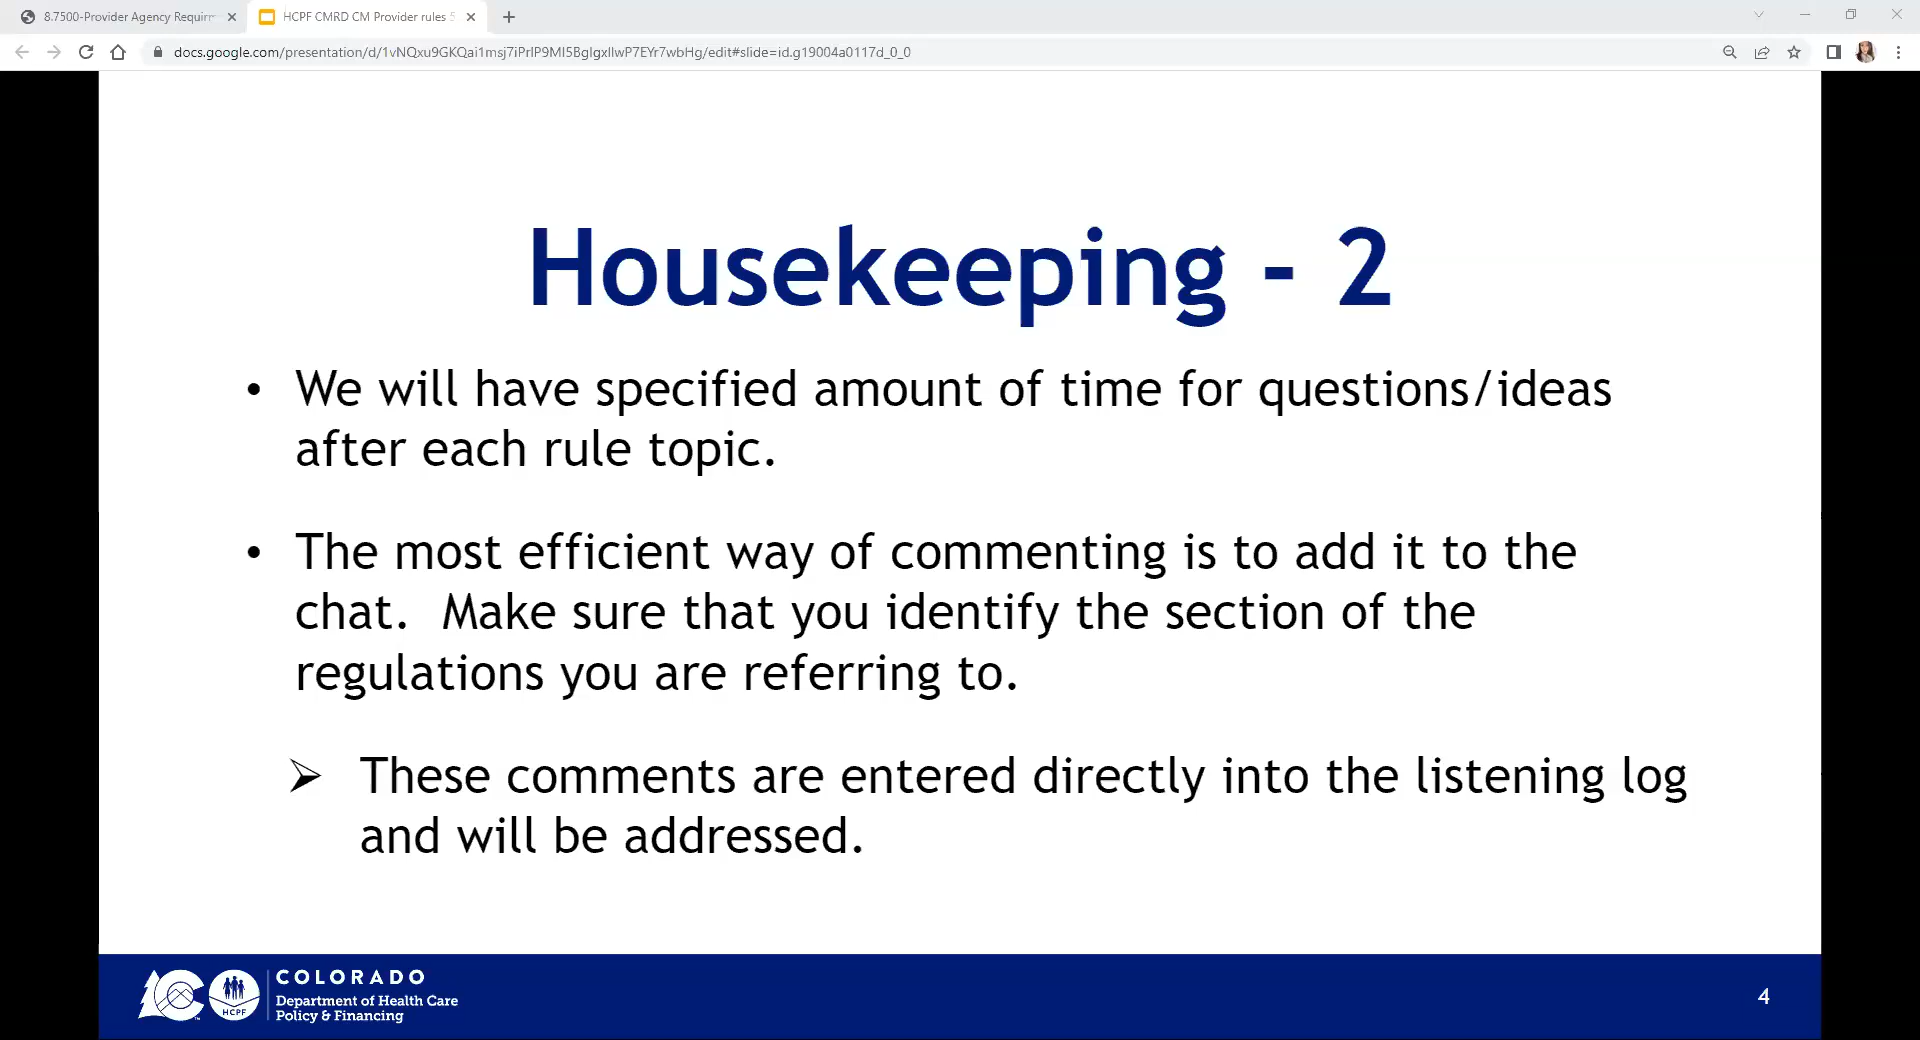 8.7500-Provider Agency Requirm
HCPF CMRD CM Provider rules 5
docs.google.com/presentation/d/1vNQxu9GKQai1msj7iPrlP9MI5BglgxllwP7EYr7wbHg/edit#slide=id.g19004a0117d_0_0
Housekeeping - 2
• We will have specified amount of time for questions/ideas
after each rule topic.
• The most efficient way of commenting is to add it to the
chat. Make sure that you identify the section of the
regulations you are referring to.
➢ These comments are entered directly into the listening log
and will be addressed.
HCPF
COLORADO
Department of Health Care
Policy & Financing
4